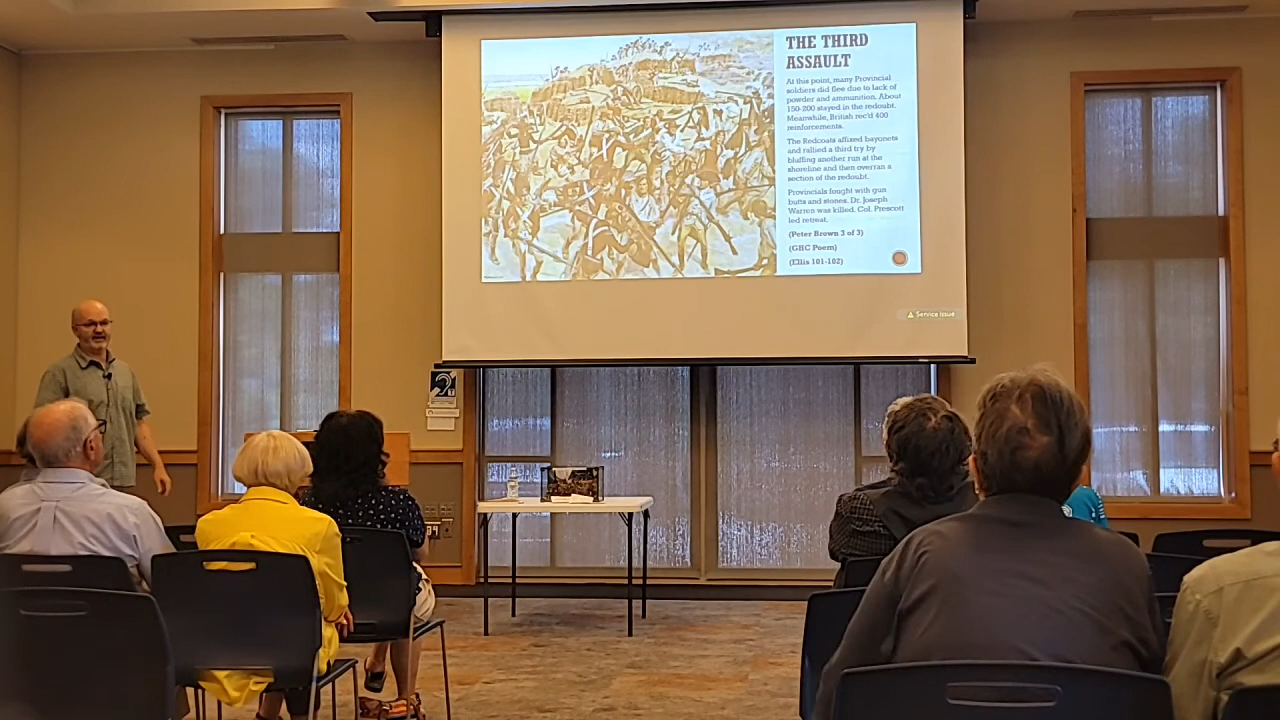 THE THIRD
ASSAULT
At this point, many Provincial
soldiers did flee due to lack of
powder and ammunition. About
150-200 stayed in the redoubt.
Meanwhile, British rec'd 400
reinforcements.
The Redcoats affixed bayonets
and rallied a third try by
bluffing another run at the
shoreline and then overran a
section of the redoubt.
Provincials fought with gun
butts and stones. Dr. Joseph
Warren was killed. Col. Prescott
led retreat.
(Peter Brown 3 of 3)
(GHC Poem)
(Ellis 101-102)
Service Issue
T